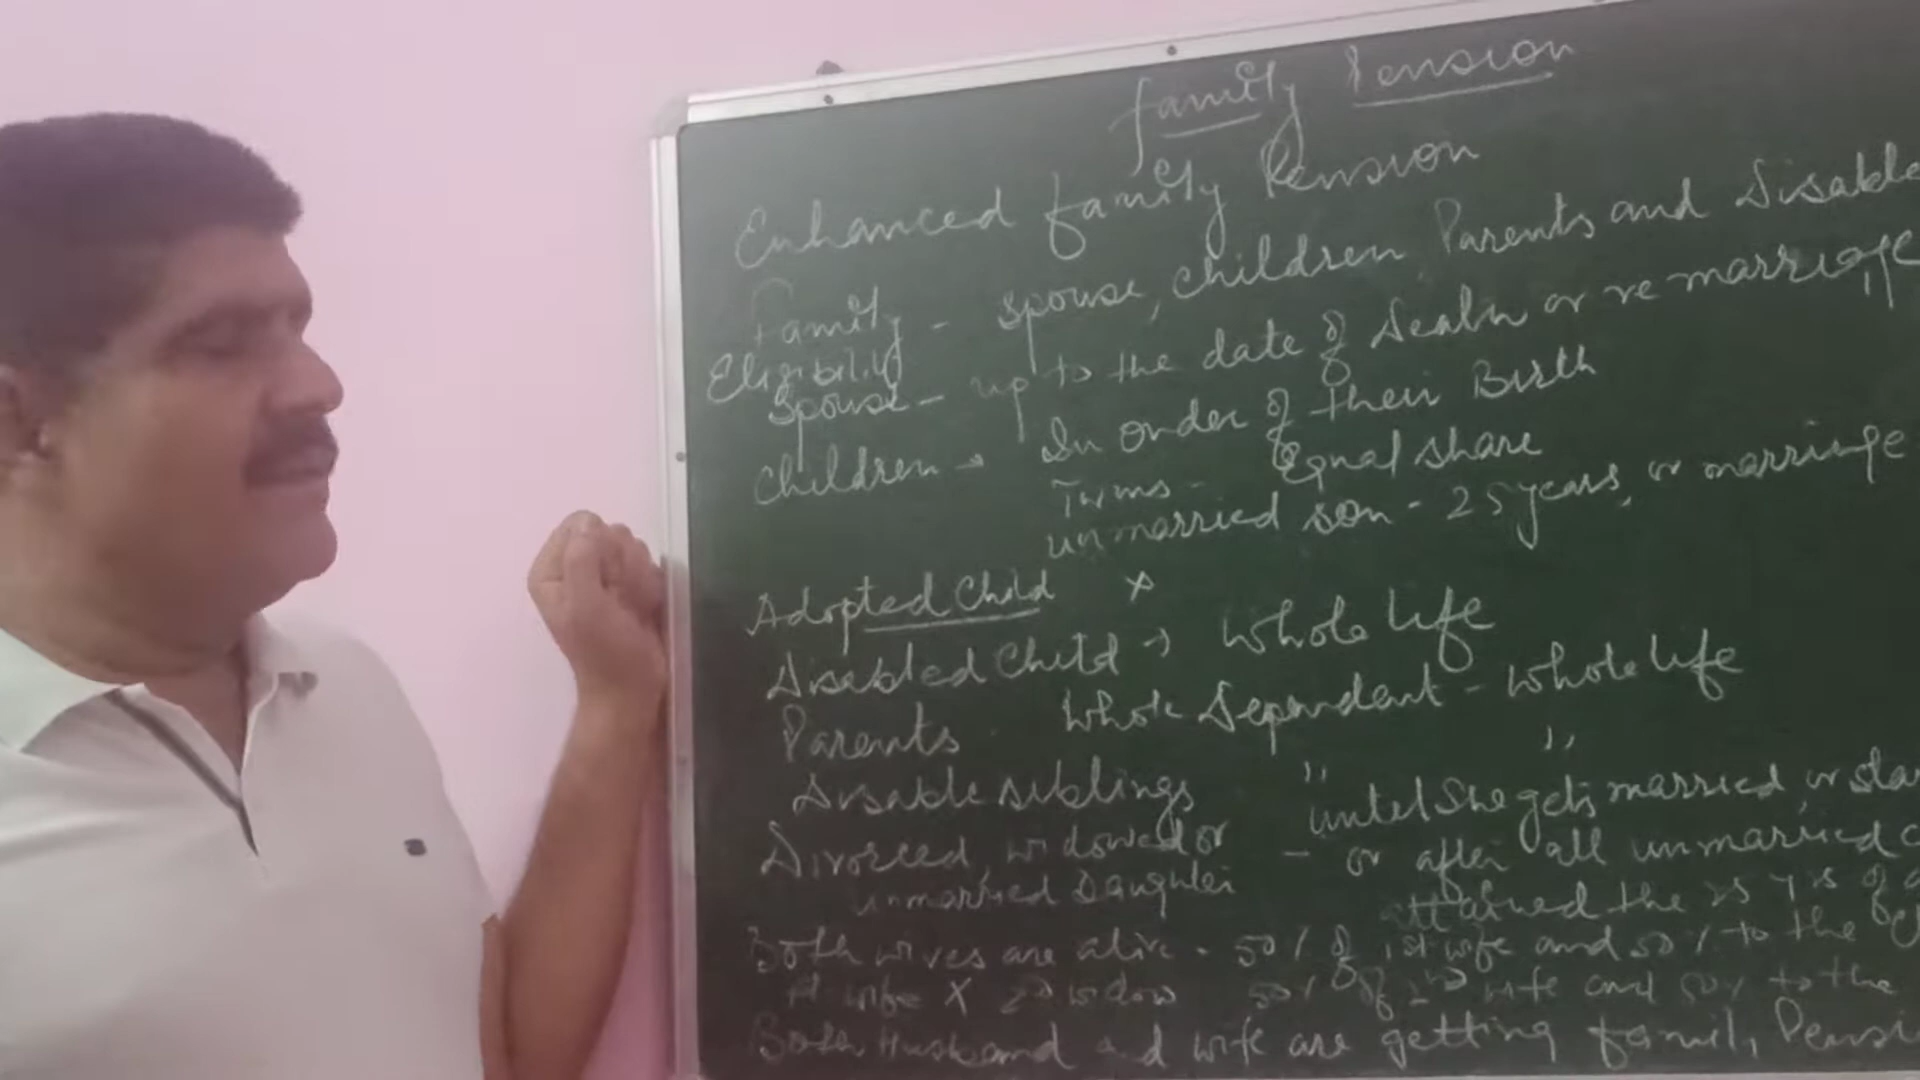 Family Pension
Enhanced family Pension
Family - Spouse, children Parents and Disable
Eligibility
Spouse - up to the date of Death or re marriage
children → In order of their Birth
Twins - Equal share
unmarried son - 25 years, or marriage
Adopted Child ×
Disabled Child → Whole life
Parents Whole Dependant - whole life
Disable siblings " "
Divorced, widowed or - until She gets married, or star
unmarried Daughter or after all unmarried c
attained the 25 yrs of a
Both wives are alive - 50% of 1st wife and 50% to the
wife X 2nd widow 50% of 2nd wife and 50% to the
Both Husband and wife are getting family Pensi